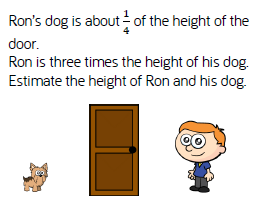 Ron's dog is about 1/4 of the height of the
door.
Ron is three times the height of his dog.
Estimate the height of Ron and his dog.